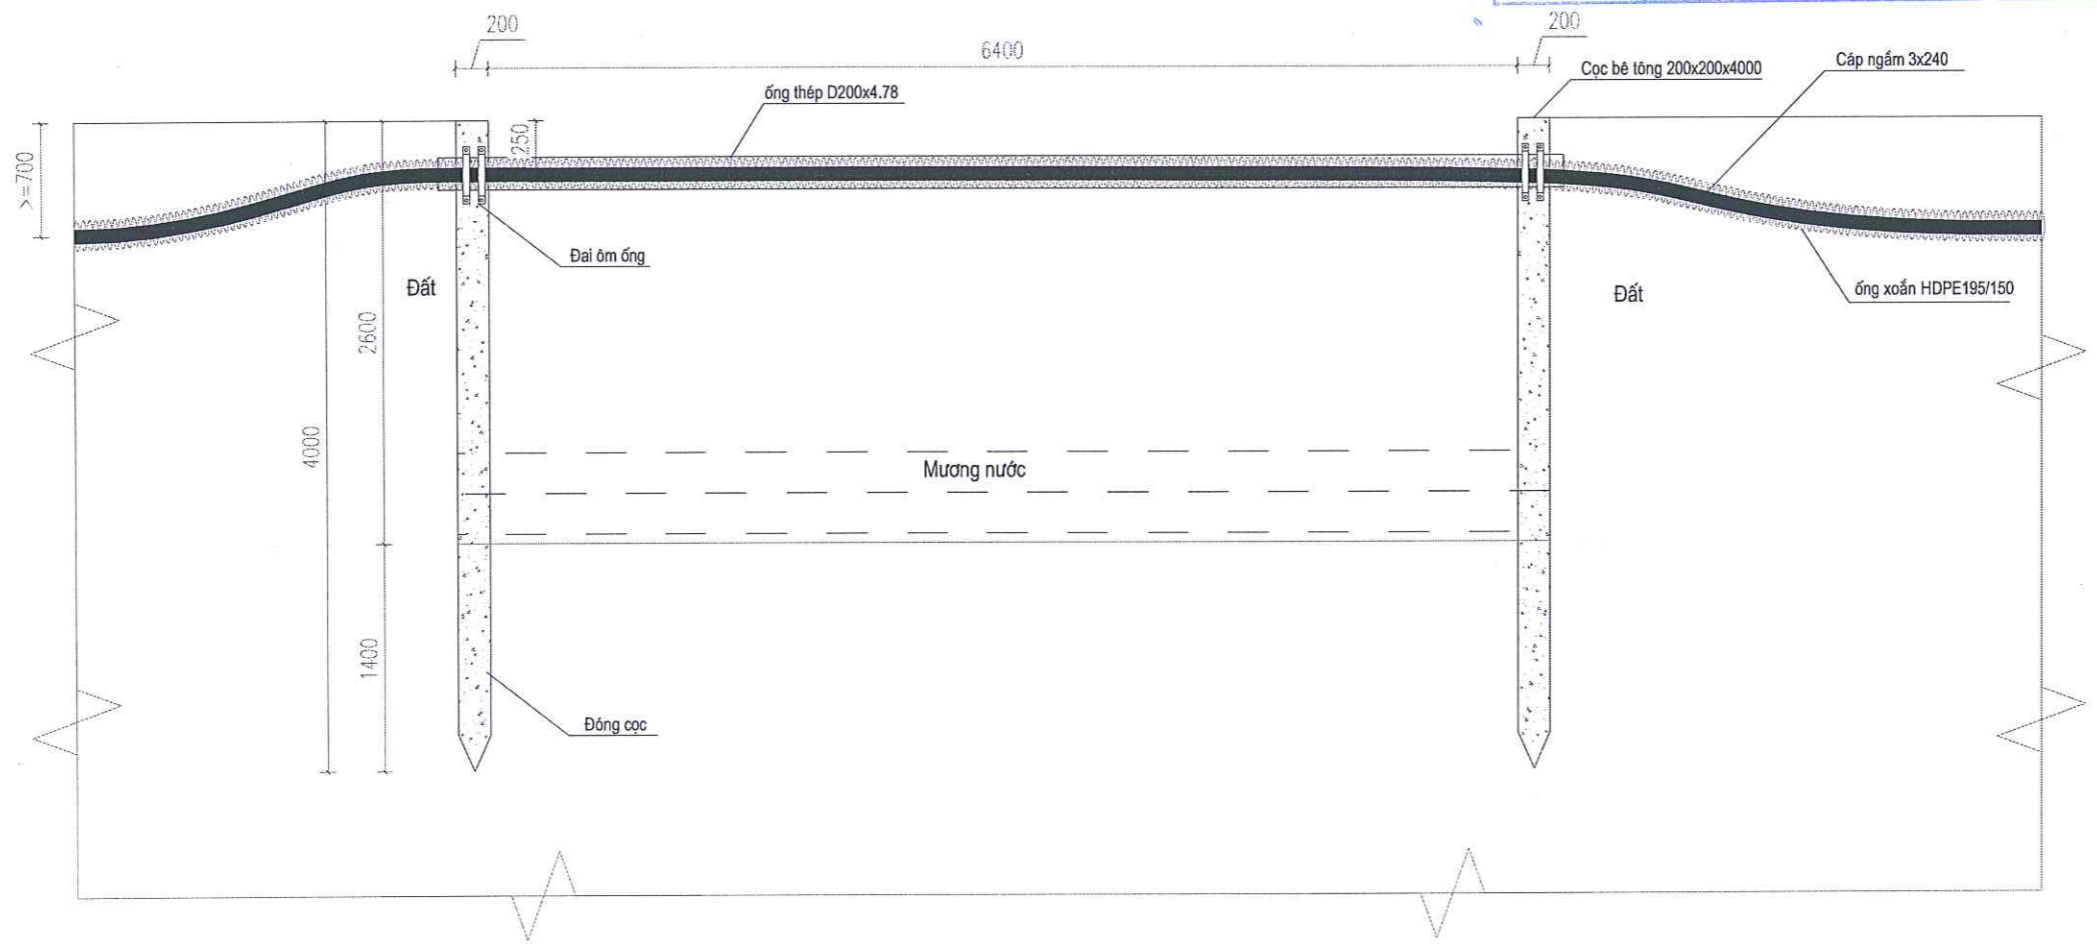 200
6400
200
Cọc bê tông 200x200x4000
Cáp ngầm 3x240
ống thép D200x4.78
>=700
250
Đai ôm ống
Đất
Đất
ống xoắn HDPE195/150
2600
4000
Mương nước
1400
Đóng cọc